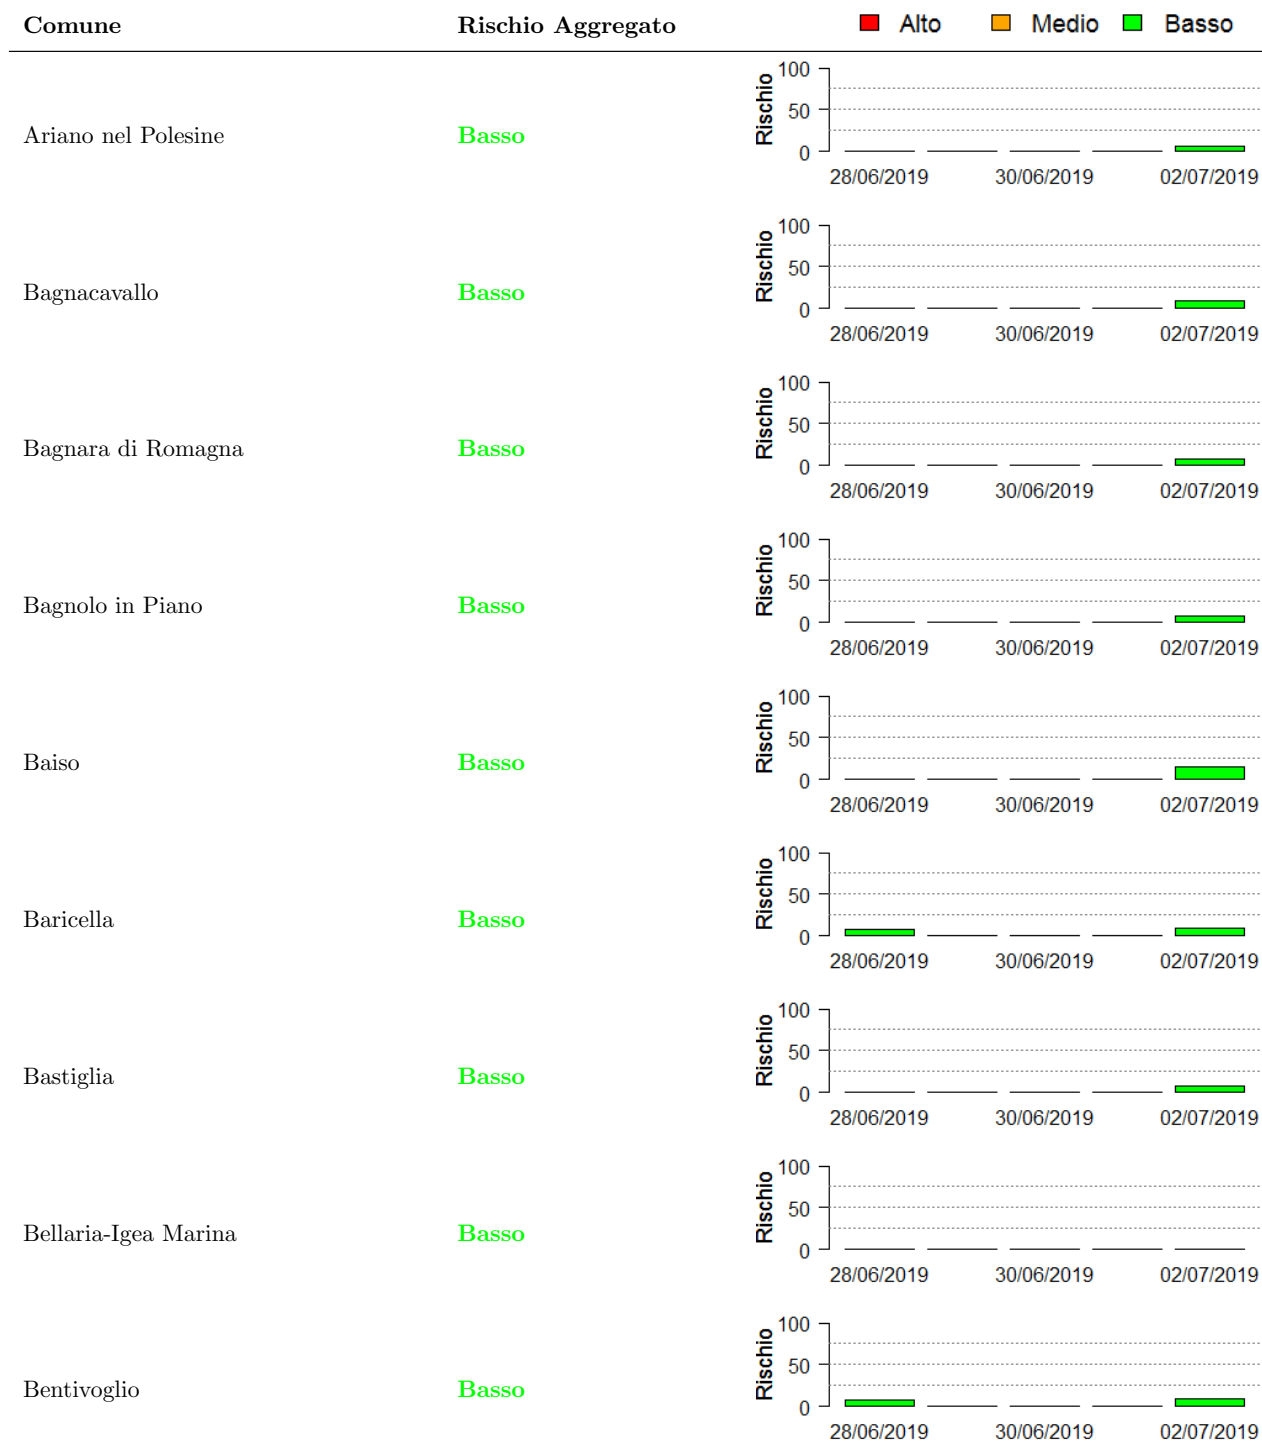 Comune Rischio Aggregato Alto Medio Basso
100
50
0
Rischio
Ariano nel Polesine Basso
28/06/2019 30/06/2019 02/07/2019
100
50
0
Rischio
Bagnacavallo Basso
28/06/2019 30/06/2019 02/07/2019
100
50
0
Rischio
Bagnara di Romagna Basso
28/06/2019 30/06/2019 02/07/2019
100
50
0
Rischio
Bagnolo in Piano Basso
28/06/2019 30/06/2019 02/07/2019
100
50
0
Rischio
Baiso Basso
28/06/2019 30/06/2019 02/07/2019
100
50
0
Rischio
Baricella Basso
28/06/2019 30/06/2019 02/07/2019
100
50
0
Rischio
Bastiglia Basso
28/06/2019 30/06/2019 02/07/2019
100
50
0
Rischio
Bellaria-Igea Marina Basso
28/06/2019 30/06/2019 02/07/2019
100
50
0
Rischio
Bentivoglio Basso
28/06/2019 30/06/2019 02/07/2019